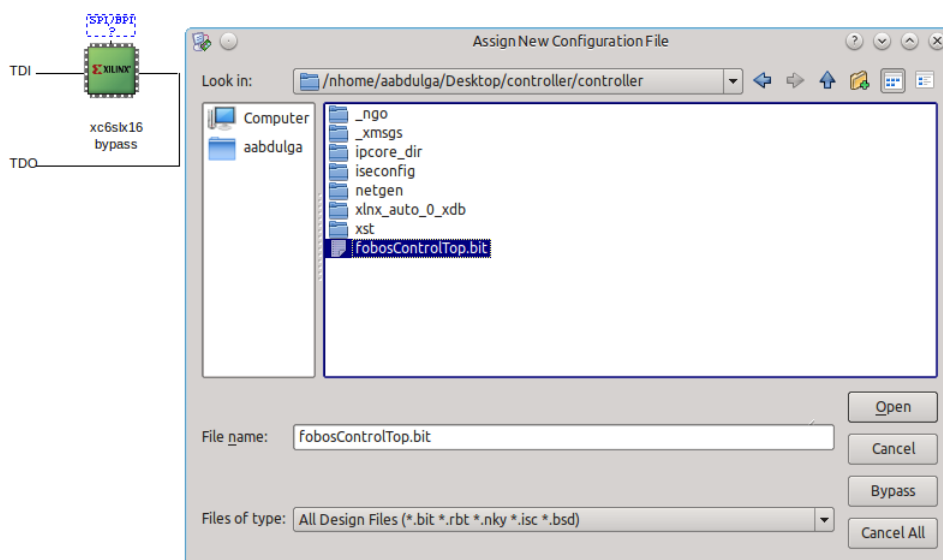 SPI/BPI
?
TDI
XILINX
xc6slx16
bypass
TDO
Assign New Configuration File
Look in:
/nhome/aabdulga/Desktop/controller/controller
Computer
aabdulga
_ngo
_xmsgs
ipcore_dir
iseconfig
netgen
xlnx_auto_0_xdb
xst
fobosControlTop.bit
Open
File name:
fobosControlTop.bit
Cancel
Bypass
Files of type:
All Design Files (*.bit *.rbt *.nky *.isc *.bsd)
Cancel All